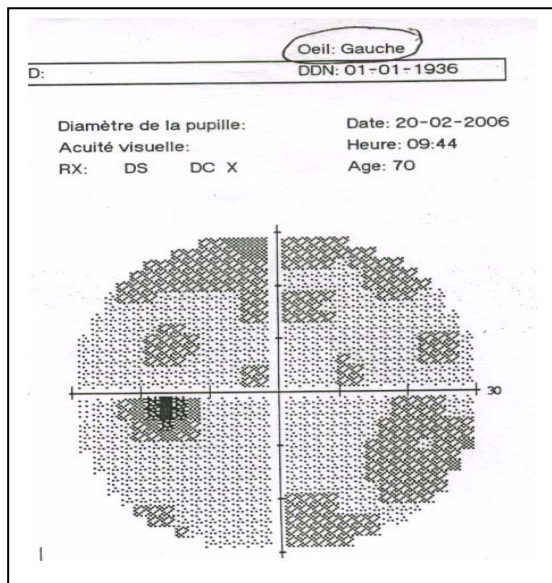 Oeil: Gauche
D:
DDN: 01-01-1936
Diamètre de la pupille:
Date: 20-02-2006
Acuité visuelle:
Heure: 09:44
RX: DS DC X
Age: 70
30